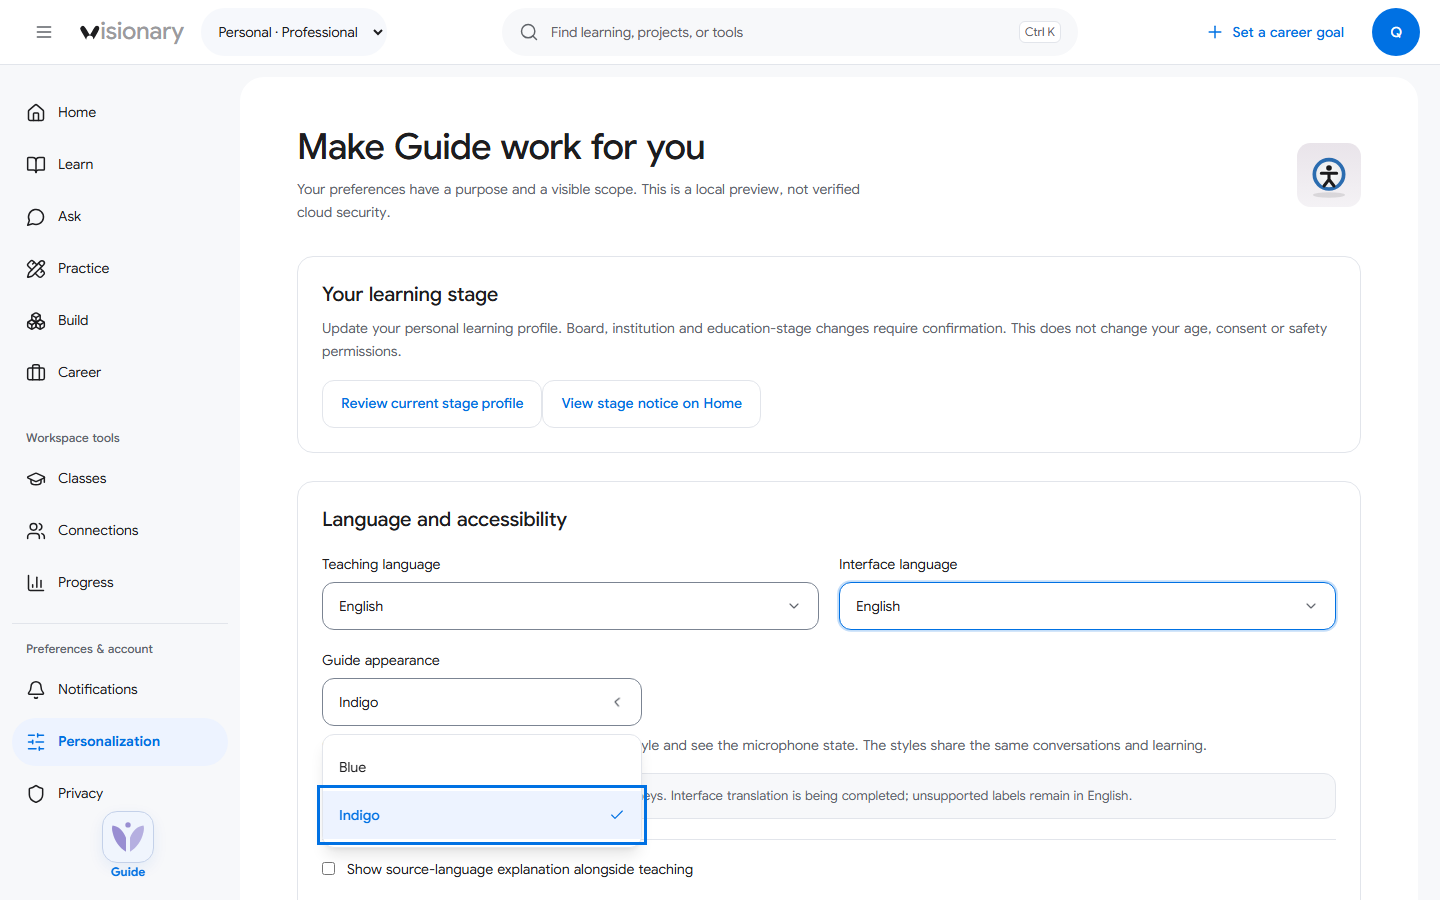 visionary
Personal · Professional
Find learning, projects, or tools
Ctrl K
Set a career goal
Q
Home
Learn
Ask
Practice
Build
Career
Workspace tools
Classes
Connections
Progress
Preferences & account
Notifications
Personalization
Privacy
Guide
Make Guide work for you
Your preferences have a purpose and a visible scope. This is a local preview, not verified
cloud security.
Your learning stage
Update your personal learning profile. Board, institution and education-stage changes require confirmation. This does not change your age, consent or safety
permissions.
Review current stage profile
View stage notice on Home
Language and accessibility
Teaching language
Interface language
English
English
Guide appearance
Indigo
and see the microphone state. The styles share the same conversations and learning.
Blue
Interface translation is being completed; unsupported labels remain in English.
Indigo
Show source-language explanation alongside teaching